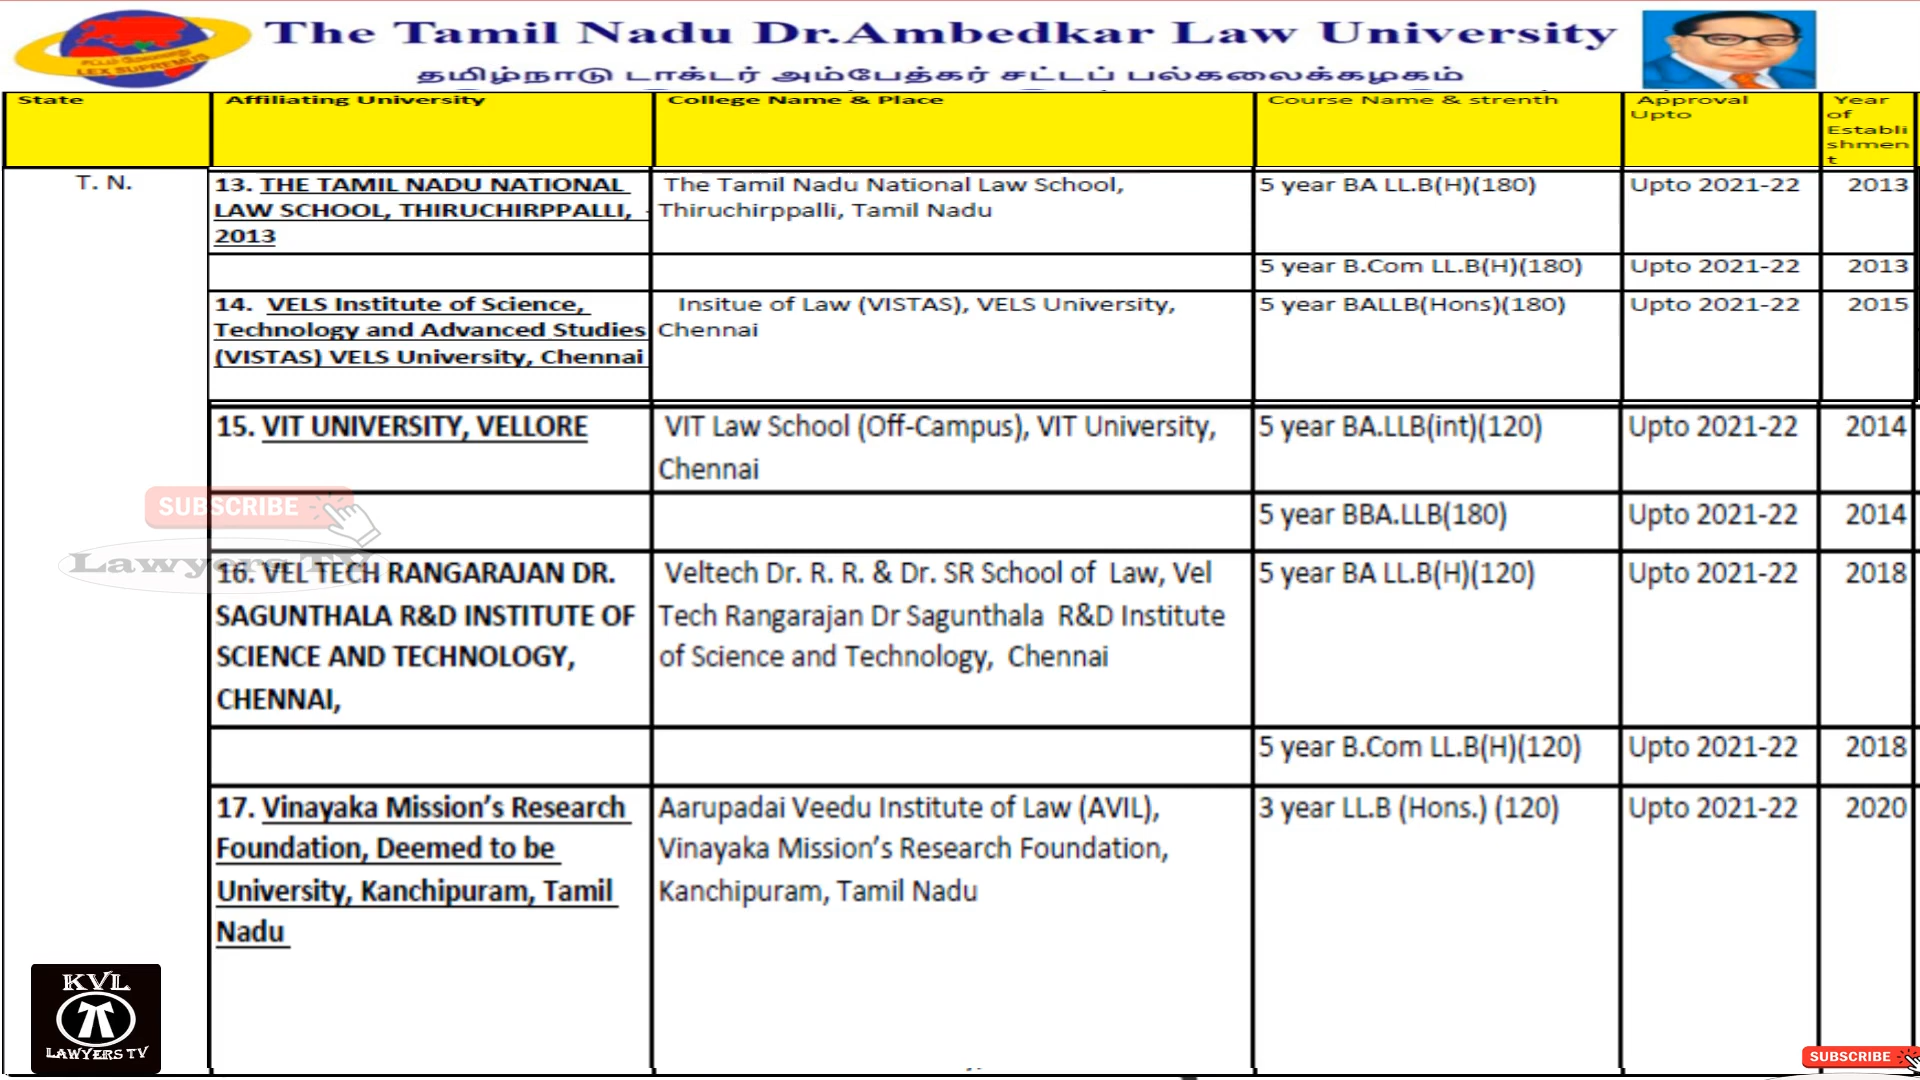 The Tamil Nadu Dr.Ambedkar Law University
தமிழ்நாடு டாக்டர் அம்பேத்கர் சட்டப் பல்கலைக்கழகம்
LEX SUPREMUS
State
Affiliating University
College Name & Place
Course Name & strenth
Approval
Upto
Year
of
Establi
shmen
t
T. N.
13. THE TAMIL NADU NATIONAL
LAW SCHOOL, THIRUCHIRPPALLI, -
2013
The Tamil Nadu National Law School,
Thiruchirppalli, Tamil Nadu
5 year BA LL.B(H)(180)
Upto 2021-22
2013
5 year B.Com LL.B(H)(180)
Upto 2021-22
2013
14. VELS Institute of Science,
Technology and Advanced Studies
(VISTAS) VELS University, Chennai
Insitue of Law (VISTAS), VELS University,
Chennai
5 year BALLB(Hons)(180)
Upto 2021-22
2015
15. VIT UNIVERSITY, VELLORE
VIT Law School (Off-Campus), VIT University,
Chennai
5 year BA.LLB(int)(120)
Upto 2021-22
2014
5 year BBA.LLB(180)
Upto 2021-22
2014
SUBSCRIBE
Lawyers TV
16. VEL TECH RANGARAJAN DR.
SAGUNTHALA R&D INSTITUTE OF
SCIENCE AND TECHNOLOGY,
CHENNAI,
Veltech Dr. R. R. & Dr. SR School of Law, Vel
Tech Rangarajan Dr Sagunthala R&D Institute
of Science and Technology, Chennai
5 year BA LL.B(H)(120)
Upto 2021-22
2018
5 year B.Com LL.B(H)(120)
Upto 2021-22
2018
17. Vinayaka Mission’s Research
Foundation, Deemed to be
University, Kanchipuram, Tamil
Nadu
Aarupadai Veedu Institute of Law (AVIL),
Vinayaka Mission’s Research Foundation,
Kanchipuram, Tamil Nadu
3 year LL.B (Hons.) (120)
Upto 2021-22
2020
KVL
LAWYERS TV
SUBSCRIBE